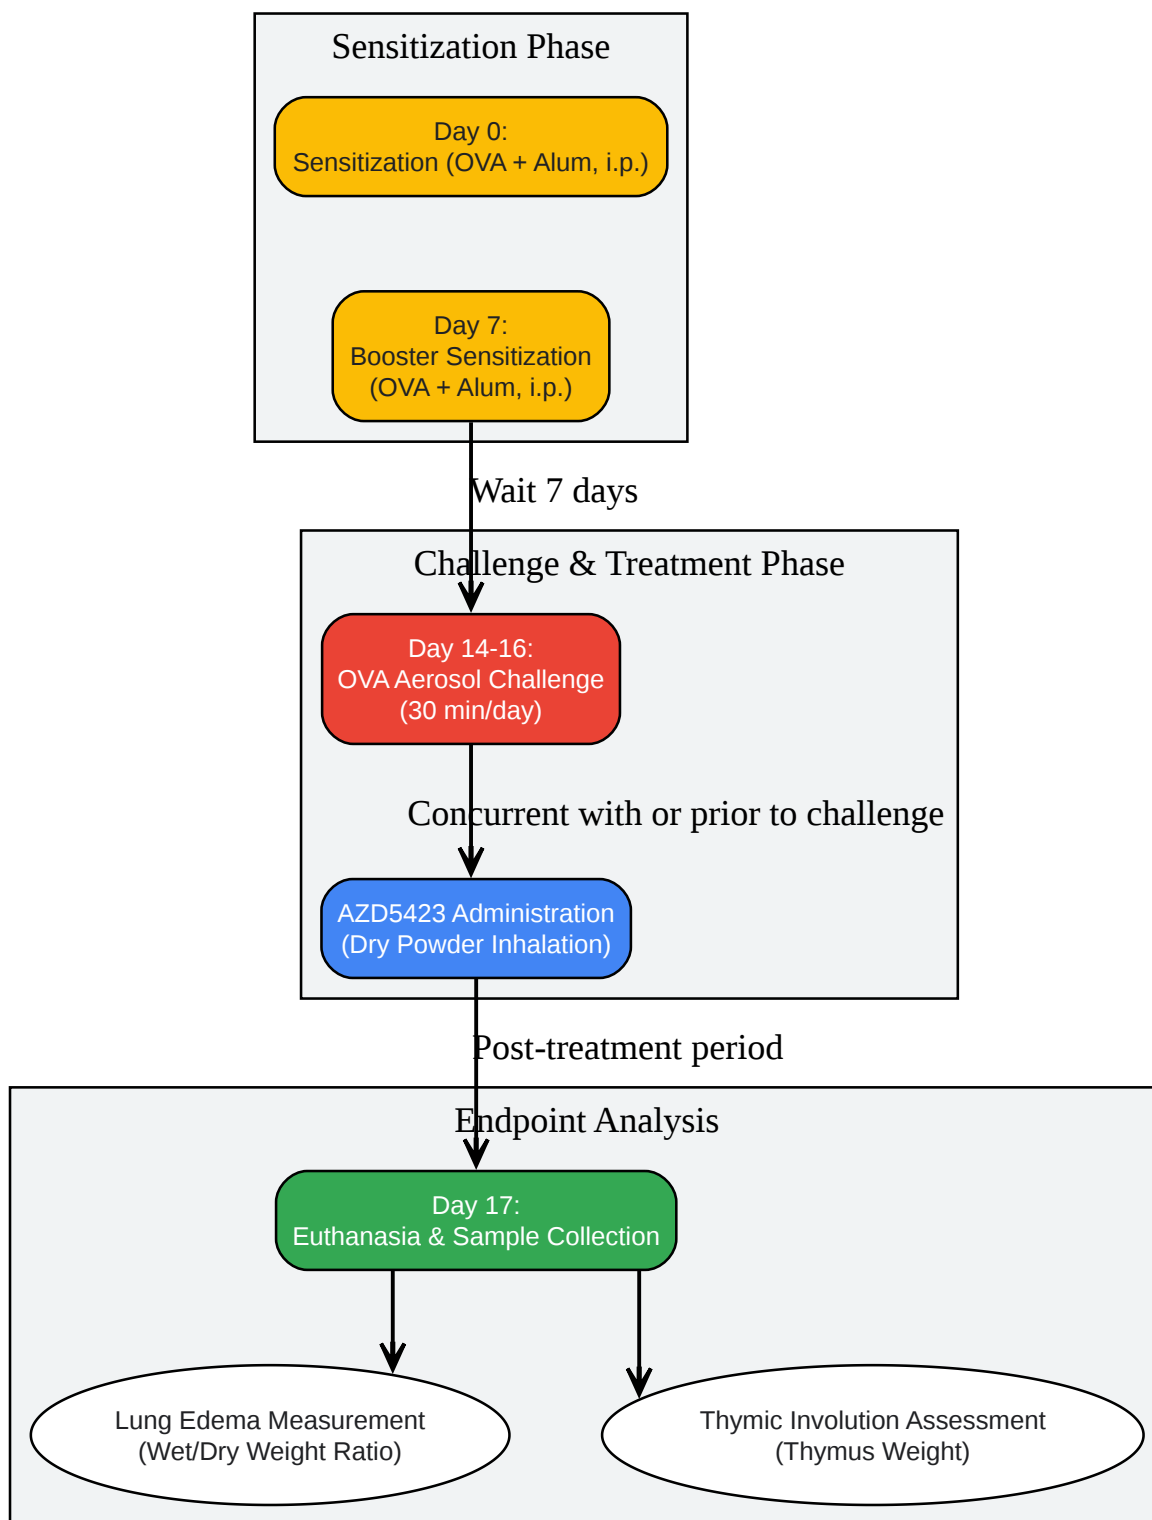 Sensitization Phase
Day 0:
Sensitization (OVA + Alum, i.p.)
Day 7:
Booster Sensitization
(OVA + Alum, i.p.)
Wait 7 days
Challenge & Treatment Phase
Day 14-16:
OVA Aerosol Challenge
(30 min/day)
Concurrent with or prior to challenge
AZD5423 Administration
(Dry Powder Inhalation)
Post-treatment period
Endpoint Analysis
Day 17:
Euthanasia & Sample Collection
Lung Edema Measurement
(Wet/Dry Weight Ratio)
Thymic Involution Assessment
(Thymus Weight)